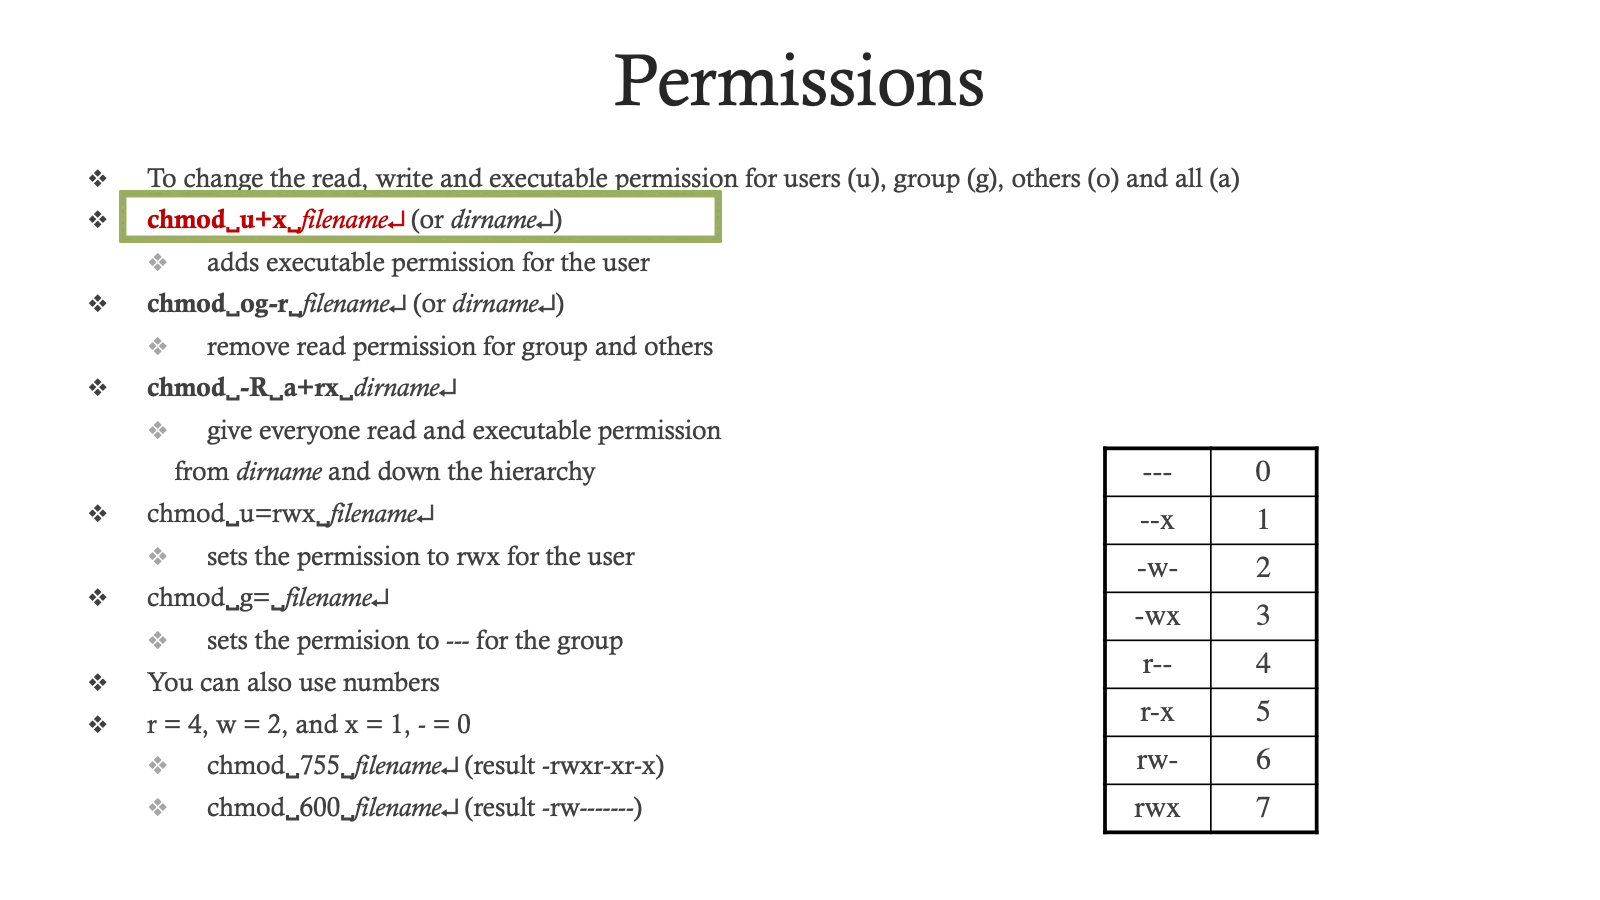 Permissions
❖ To change the read, write and executable permission for users (u), group (g), others (o) and all (a)
❖ chmod␣u+x␣filename↵ (or dirname↵)
❖ adds executable permission for the user
❖ chmod␣og-r␣filename↵ (or dirname↵)
❖ remove read permission for group and others
❖ chmod␣-R␣a+rx␣dirname↵
❖ give everyone read and executable permission
from dirname and down the hierarchy
❖ chmod␣u=rwx␣filename↵
❖ sets the permission to rwx for the user
❖ chmod␣g=␣filename↵
❖ sets the permision to --- for the group
❖ You can also use numbers
❖ r = 4, w = 2, and x = 1, - = 0
❖ chmod␣755␣filename↵ (result -rwxr-xr-x)
❖ chmod␣600␣filename↵ (result -rw-------)
--- 0
--x 1
-w- 2
-wx 3
r-- 4
r-x 5
rw- 6
rwx 7